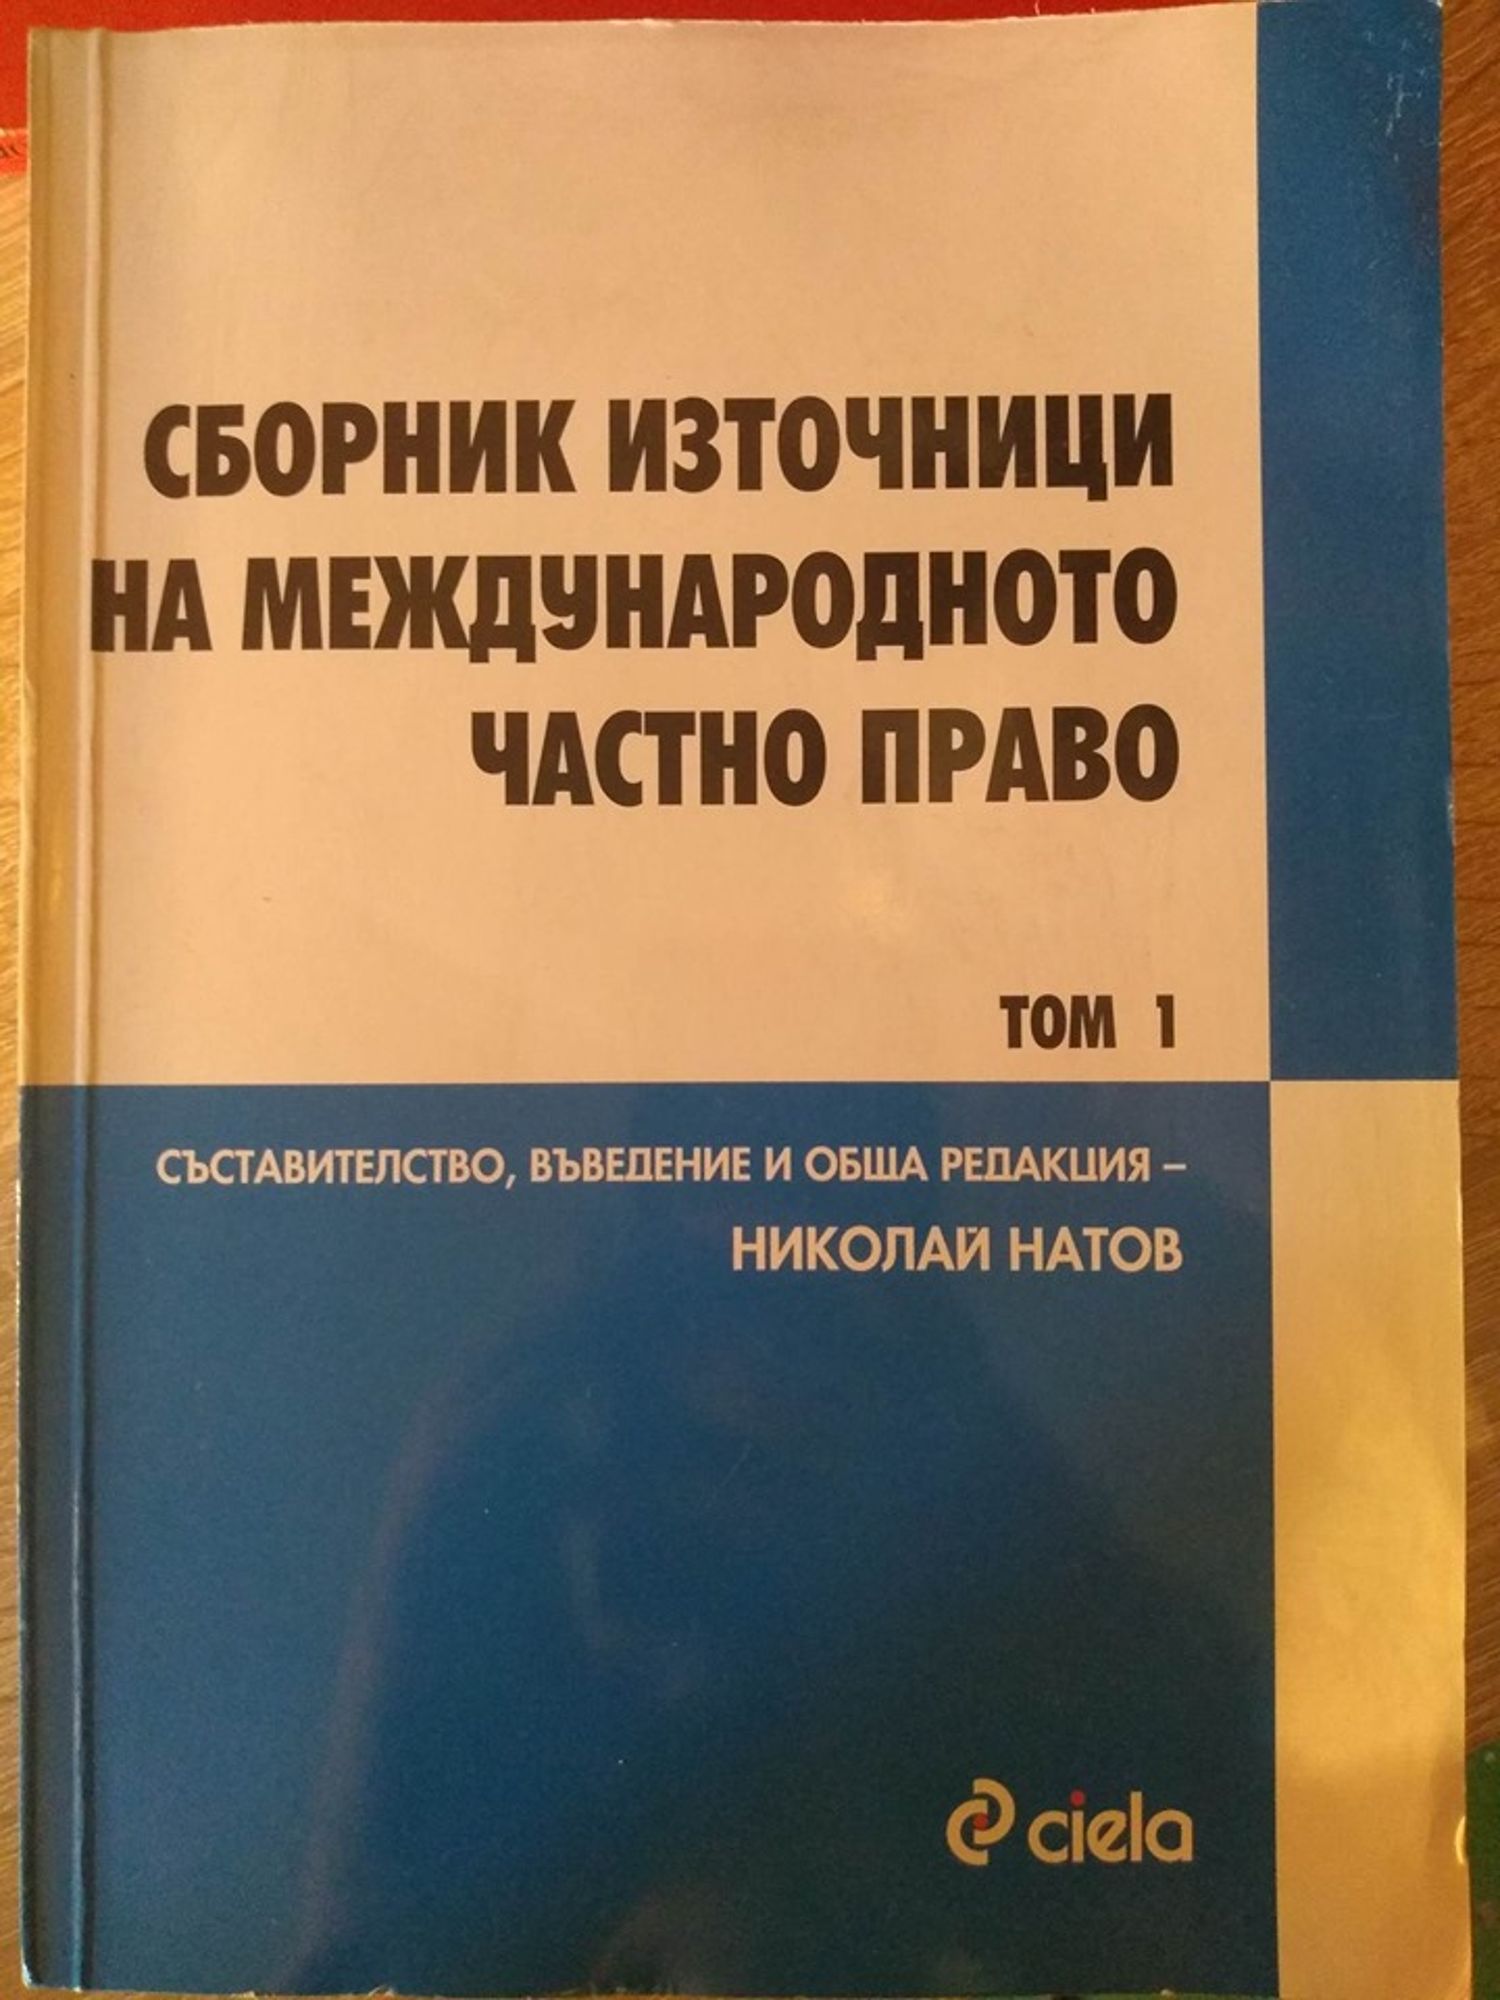 СБОРНИК ИЗТОЧНИЦИ
НА МЕЖДУНАРОДНОТО
ЧАСТНО ПРАВО
ТОМ 1
СЪСТАВИТЕЛСТВО, ВЪВЕДЕНИЕ И ОБЩА РЕДАКЦИЯ –
НИКОЛАЙ НАТОВ
ciela